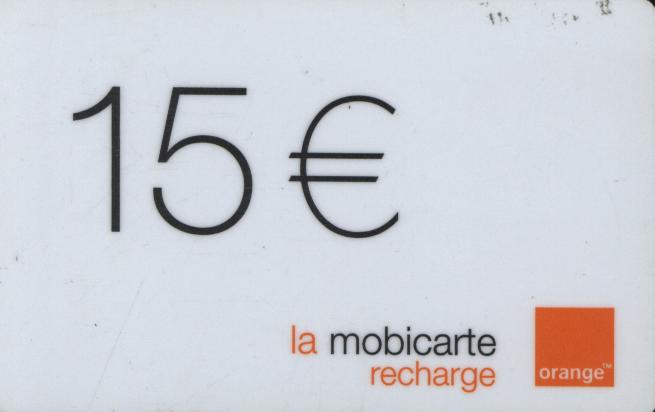 15 €
la mobicarte
recharge
orange™